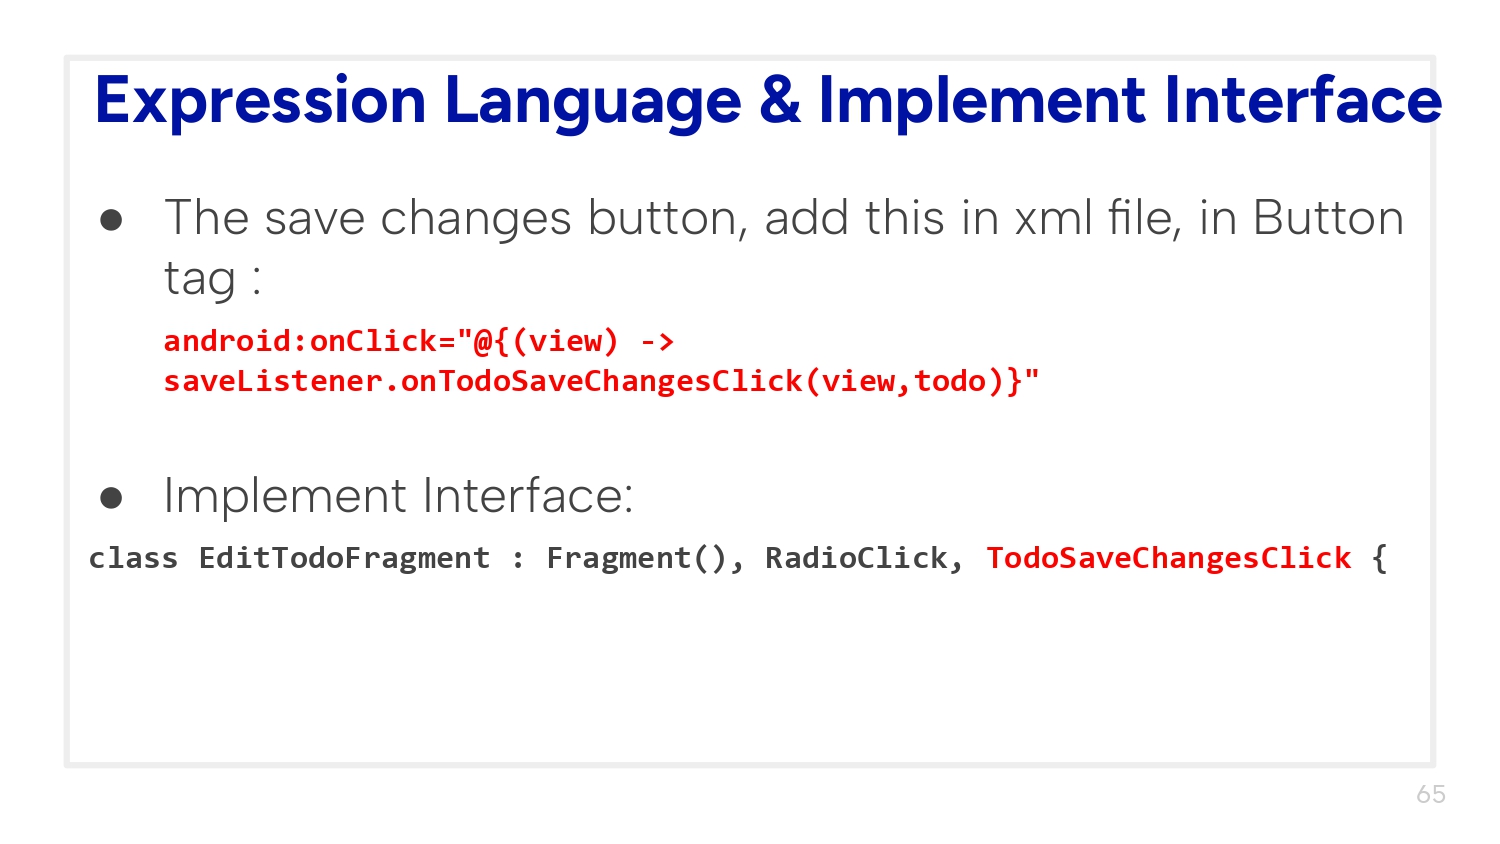 Expression Language & Implement Interface
● The save changes button, add this in xml file, in Button
tag :
android:onClick="@{(view) ->
saveListener.onTodoSaveChangesClick(view,todo)}"
● Implement Interface:
class EditTodoFragment : Fragment(), RadioClick, TodoSaveChangesClick {
65